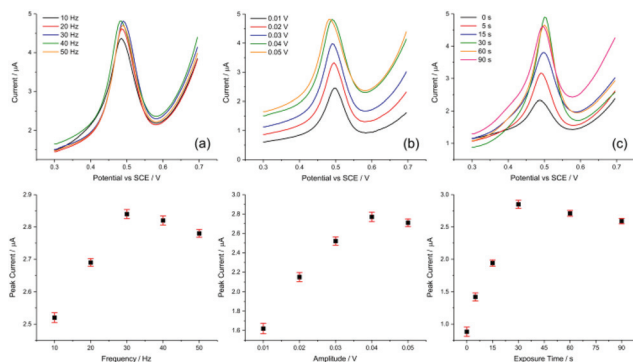 10 Hz
20 Hz
30 Hz
40 Hz
50 Hz
(a)
Current / μA
5
4
3
2
0.3 0.4 0.5 0.6 0.7
Potential vs SCE / V
0.01 V
0.02 V
0.03 V
0.04 V
0.05 V
(b)
Current / μA
5
4
3
2
1
0
0.3 0.4 0.5 0.6 0.7
Potential vs SCE / V
0 s
5 s
15 s
30 s
60 s
90 s
(c)
Current / μA
5
4
3
2
1
0
0.3 0.4 0.5 0.6 0.7
Potential vs SCE / V
Peak Current / μA
2.9
2.8
2.7
2.6
2.5
10 20 30 40 50
Frequency / Hz
Peak Current / μA
2.8
2.6
2.4
2.2
2.0
1.8
1.6
0.01 0.02 0.03 0.04 0.05
Amplitude / V
Peak Current / μA
3.0
2.5
2.0
1.5
1.0
0 15 30 45 60 75 90
Exposure Time / s